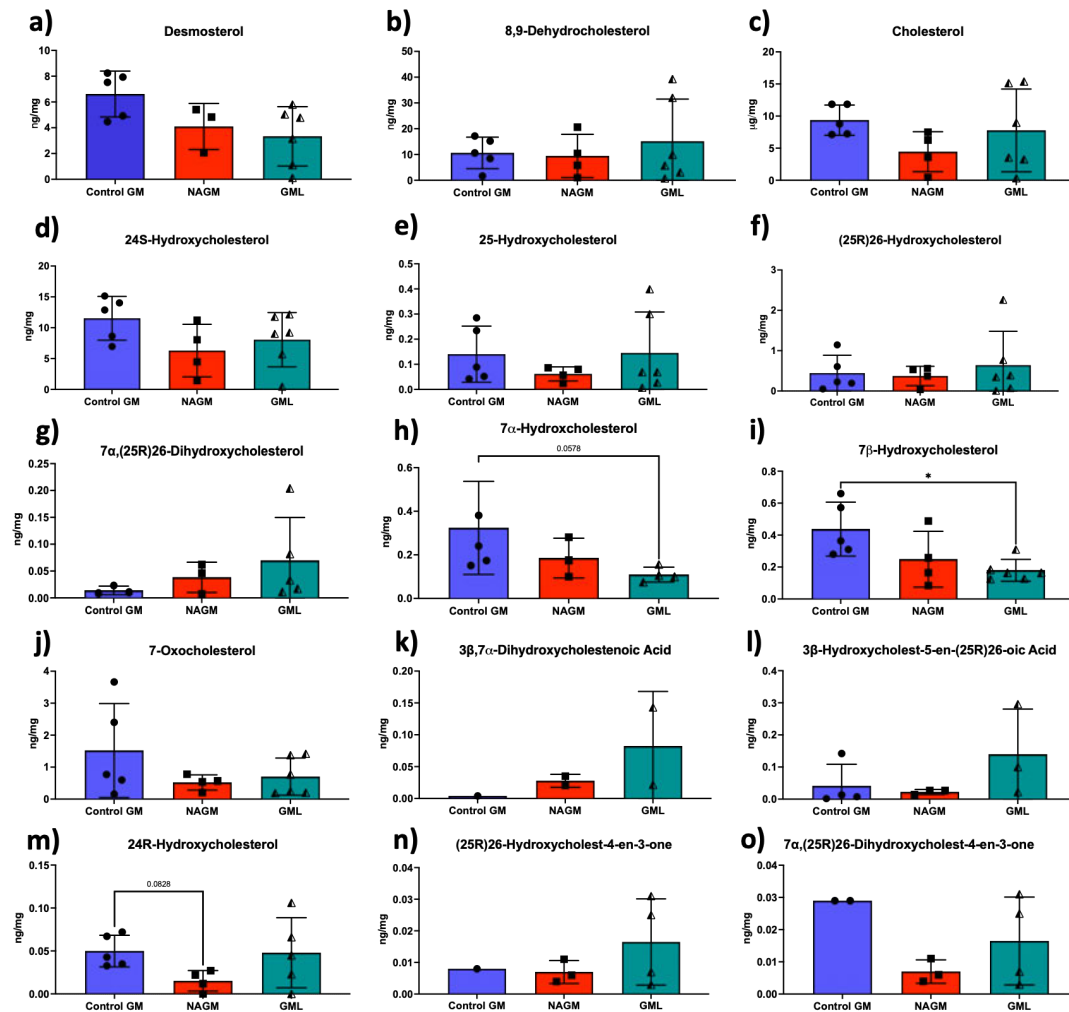 a)
Desmosterol
ng/mg
10
8
6
4
2
0
Control GM NAGM GML
b)
8,9-Dehydrocholesterol
ng/mg
50
40
30
20
10
0
Control GM NAGM GML
c)
Cholesterol
µg/mg
20
15
10
5
0
Control GM NAGM GML
d)
24S-Hydroxycholesterol
ng/mg
20
15
10
5
0
Control GM NAGM GML
e)
25-Hydroxycholesterol
ng/mg
0.5
0.4
0.3
0.2
0.1
0.0
Control GM NAGM GML
f)
(25R)26-Hydroxycholesterol
ng/mg
3
2
1
0
Control GM NAGM GML
g)
7α,(25R)26-Dihydroxycholesterol
ng/mg
0.25
0.20
0.15
0.10
0.05
0.00
Control GM NAGM GML
h)
7α-Hydroxcholesterol
0.0578
ng/mg
0.6
0.4
0.2
0.0
Control GM NAGM GML
i)
7β-Hydroxycholesterol
*
ng/mg
0.8
0.6
0.4
0.2
0.0
Control GM NAGM GML
j)
7-Oxocholesterol
ng/mg
4
3
2
1
0
Control GM NAGM GML
k)
3β,7α-Dihydroxycholestenoic Acid
ng/mg
0.20
0.15
0.10
0.05
0.00
Control GM NAGM GML
l)
3β-Hydroxycholest-5-en-(25R)26-oic Acid
ng/mg
0.4
0.3
0.2
0.1
0.0
Control GM NAGM GML
m)
24R-Hydroxycholesterol
0.0828
ng/mg
0.15
0.10
0.05
0.00
Control GM NAGM GML
n)
(25R)26-Hydroxycholest-4-en-3-one
ng/mg
0.04
0.03
0.02
0.01
0.00
Control GM NAGM GML
o)
7α,(25R)26-Dihydroxycholest-4-en-3-one
ng/mg
0.04
0.03
0.02
0.01
0.00
Control GM NAGM GML